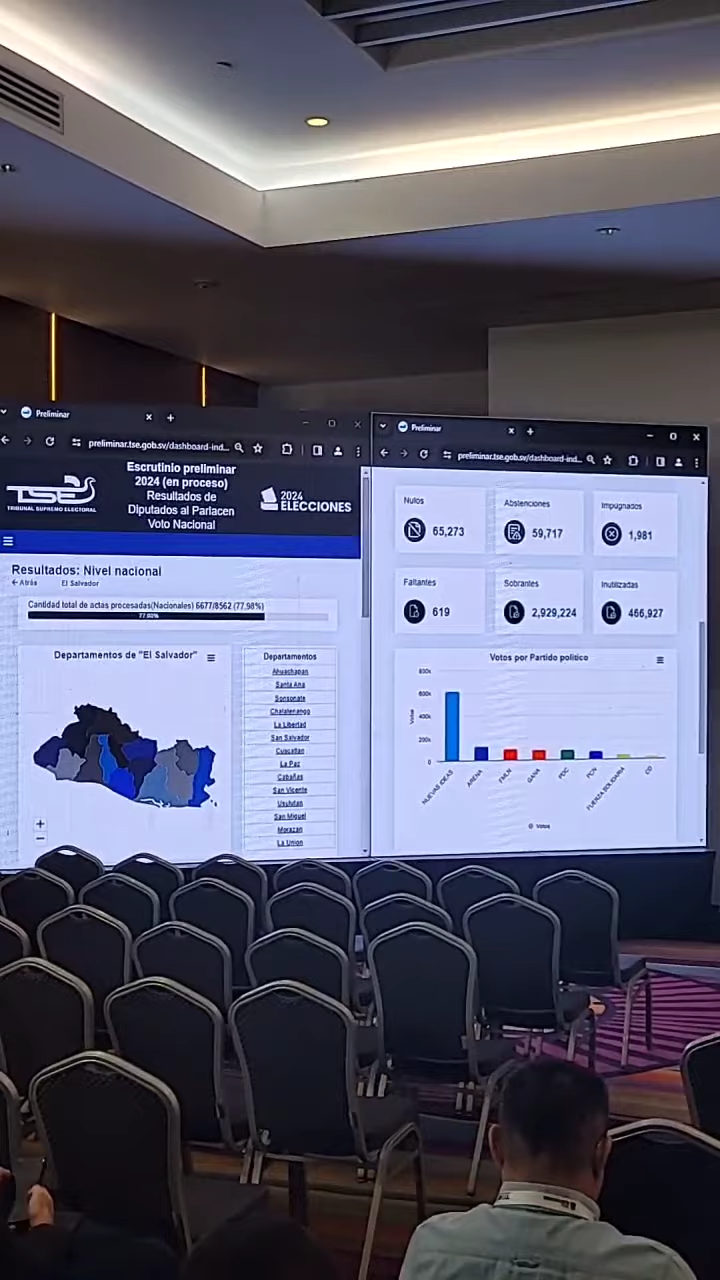 Preliminar
preliminar.tse.gob.sv/dashboard-ind...
TSE
TRIBUNAL SUPREMO ELECTORAL
Escrutinio preliminar
2024 (en proceso)
Resultados de
Diputados al Parlacen
Voto Nacional
2024
ELECCIONES
Resultados: Nivel nacional
Atrás
El Salvador
Cantidad total de actas procesadas(Nacionales) 6677/8562 (77.98%)
77.98%
Departamentos de "El Salvador"
+
−
Departamentos
Ahuachapan
Santa Ana
Sonsonate
Chalatenango
La Libertad
San Salvador
Cuscatlan
La Paz
Cabañas
San Vicente
Usulutan
San Miguel
Morazan
La Union
Preliminar
preliminar.tse.gob.sv/dashboard-ind...
Nulos
65,273
Abstenciones
59,717
Impugnados
1,981
Faltantes
619
Sobrantes
2,929,224
Inutilizadas
466,927
Votos por Partido político
800k
600k
400k
200k
0
Votos
NUEVAS IDEAS
ARENA
FMLN
GANA
PDC
PCN
FUERZA SOLIDARIA
CD
Votos